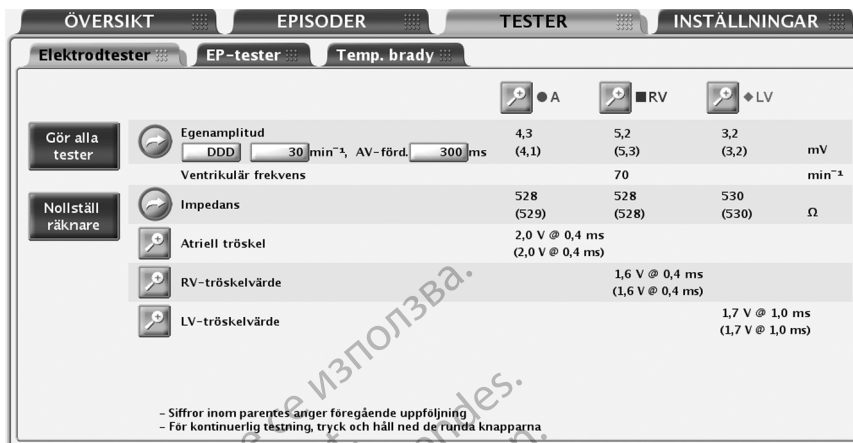 ÖVERSIKT EPISODER TESTER INSTÄLLNINGAR
Elektrodtester EP-tester Temp. brady
A RV LV
Gör alla tester
Egenamplitud 4,3 5,2 3,2
DDD 30 min⁻¹, AV-förd. 300 ms (4,1) (5,3) (3,2) mV
Ventrikulär frekvens 70 min⁻¹
Nollställ räknare
Impedans 528 528 530
(529) (528) (530) Ω
Atriell tröskel 2,0 V @ 0,4 ms
(2,0 V @ 0,4 ms)
RV-tröskelvärde 1,6 V @ 0,4 ms
(1,6 V @ 0,4 ms)
LV-tröskelvärde 1,7 V @ 1,0 ms
(1,7 V @ 1,0 ms)
се използва.
- Siffror inom parentes anger föregående uppföljning
- För kontinuerlig testning, tryck och håll ned de runda knapparna